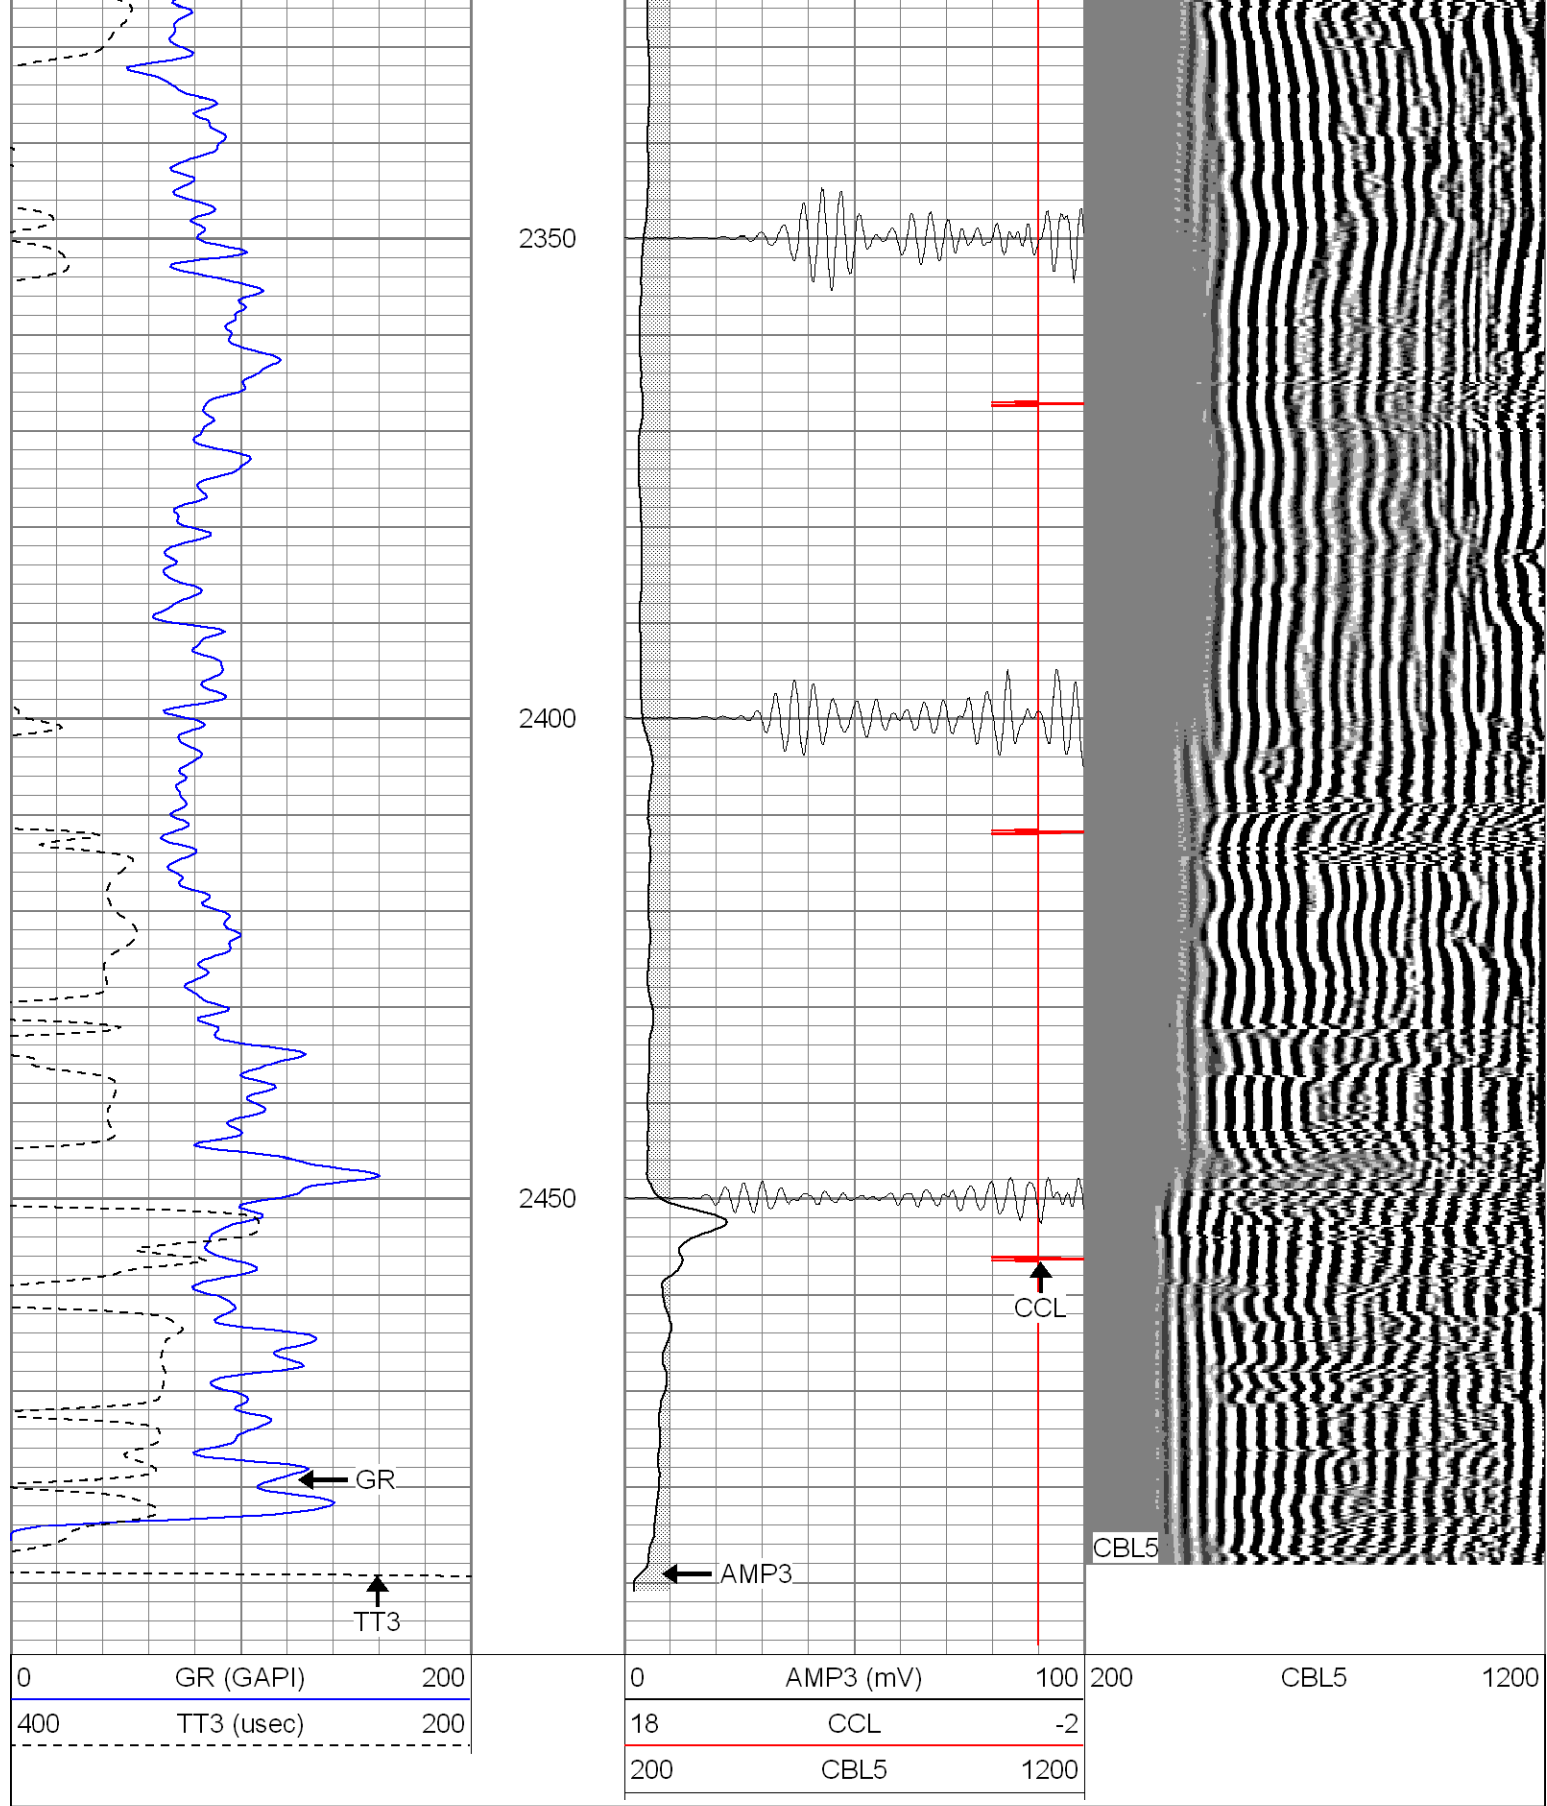 2350
2400
2450
CCL
GR
CBL5
AMP3
TT3
0 GR (GAPI) 200
400 TT3 (usec) 200
0 AMP3 (mV) 100
18 CCL -2
200 CBL5 1200
200 CBL5 1200